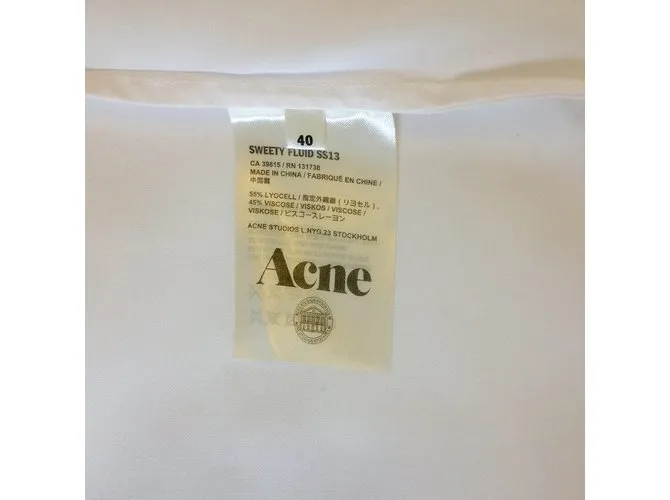 40
SWEETY FLUID SS13
CA 39815 / RN 131738
MADE IN CHINA / FABRIQUÉ EN CHINE /
中国製
55% LYOCELL / 指定外繊維 ( リヨセル ),
45% VISCOSE / VISKOS / VISCOSE /
VISKOSE / ビスコースレーヨン
ACNE STUDIOS L.NYG.23 STOCKHOLM
Acne